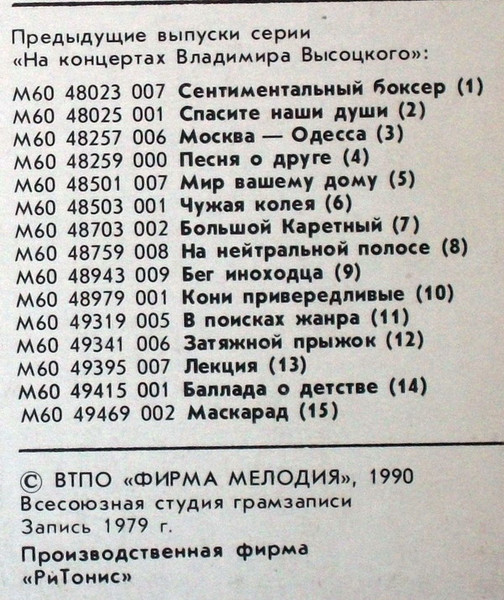 Предыдущие выпуски серии
«На концертах Владимира Высоцкого»:
М60 48023 007 Сентиментальный боксер (1)
М60 48025 001 Спасите наши души (2)
М60 48257 006 Москва — Одесса (3)
М60 48259 000 Песня о друге (4)
М60 48501 007 Мир вашему дому (5)
М60 48503 001 Чужая колея (6)
М60 48703 002 Большой Каретный (7)
М60 48759 008 На нейтральной полосе (8)
М60 48943 009 Бег иноходца (9)
М60 48979 001 Кони привередливые (10)
М60 49319 005 В поисках жанра (11)
М60 49341 006 Затяжной прыжок (12)
М60 49395 007 Лекция (13)
М60 49415 001 Баллада о детстве (14)
М60 49469 002 Маскарад (15)
© ВТПО «ФИРМА МЕЛОДИЯ», 1990
Всесоюзная студия грамзаписи
Запись 1979 г.
Производственная фирма
«РиТонис»